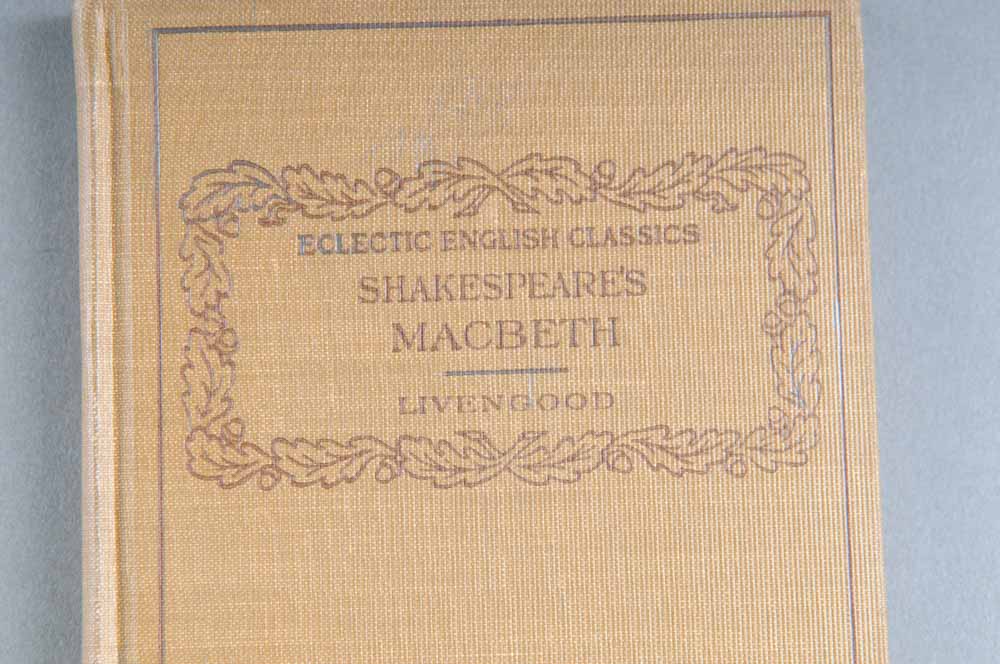 ECLECTIC ENGLISH CLASSICS
SHAKESPEARE'S
MACBETH
LIVENGOOD